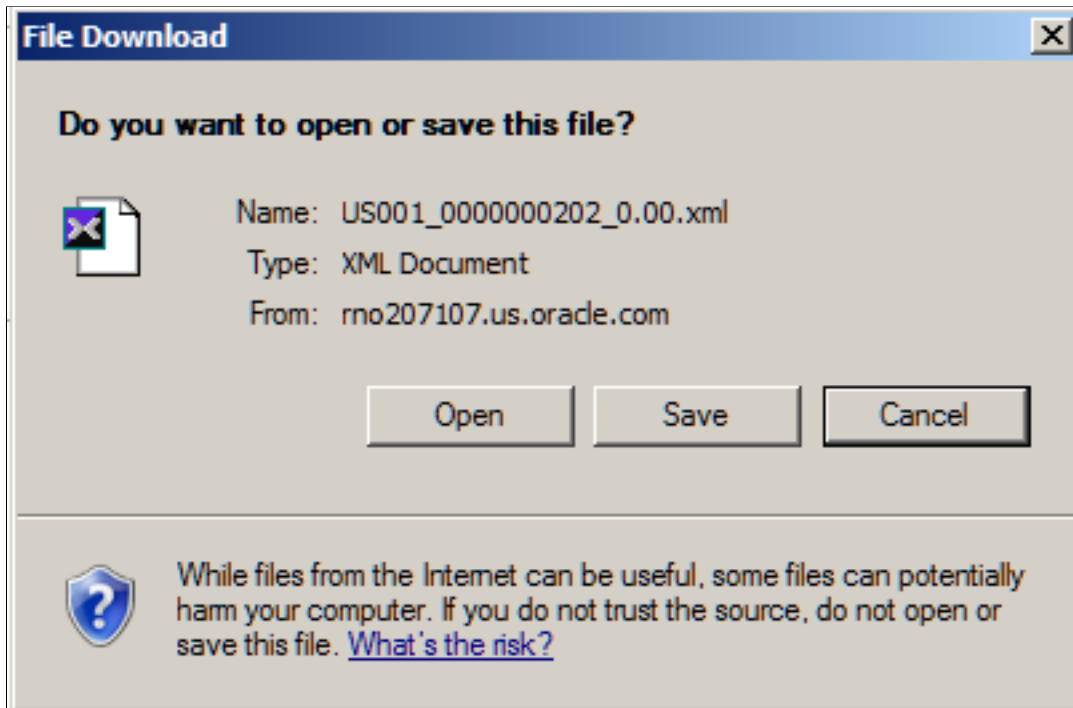 File Download
Do you want to open or save this file?
Name: US001_0000000202_0.00.xml
Type: XML Document
From: rno207107.us.oracle.com
Open Save Cancel
While files from the Internet can be useful, some files can potentially
harm your computer. If you do not trust the source, do not open or
save this file. What's the risk?